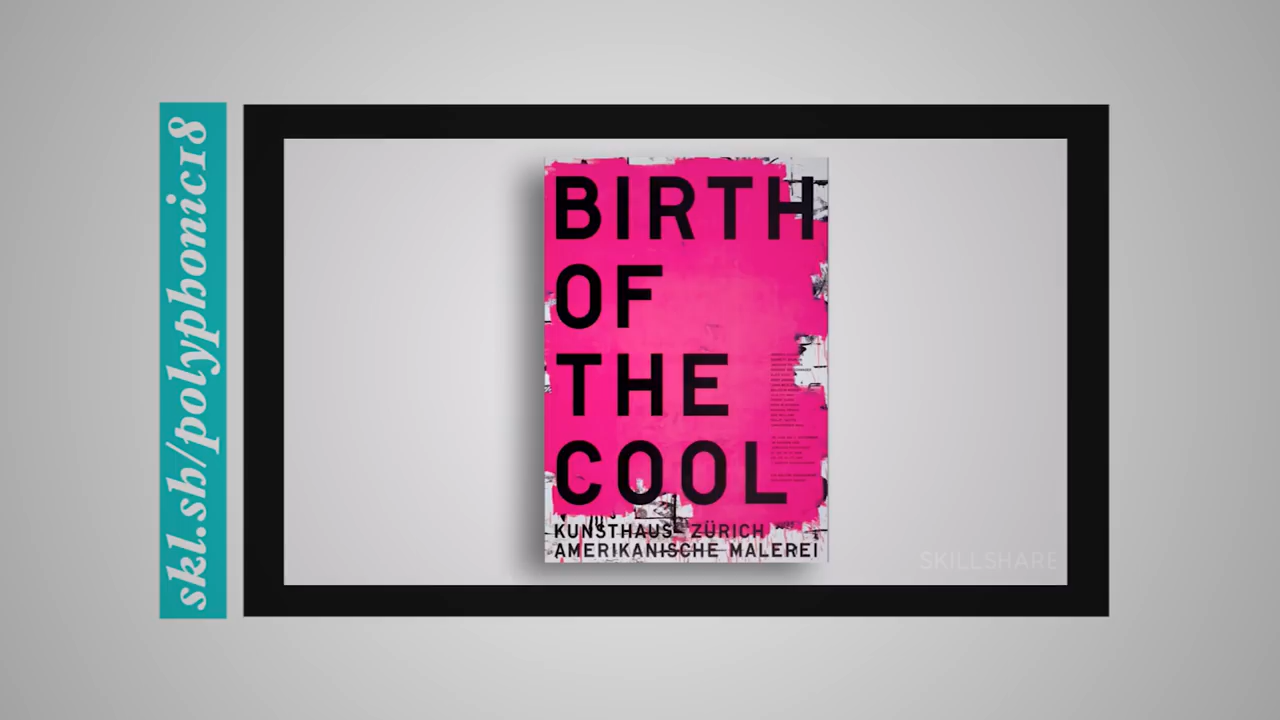 skl.sh/polyphonic18
BIRTH
OF
THE
COOL
KUNSTHAUS ZÜRICH
AMERIKANISCHE MALEREI
SKILLSHARE